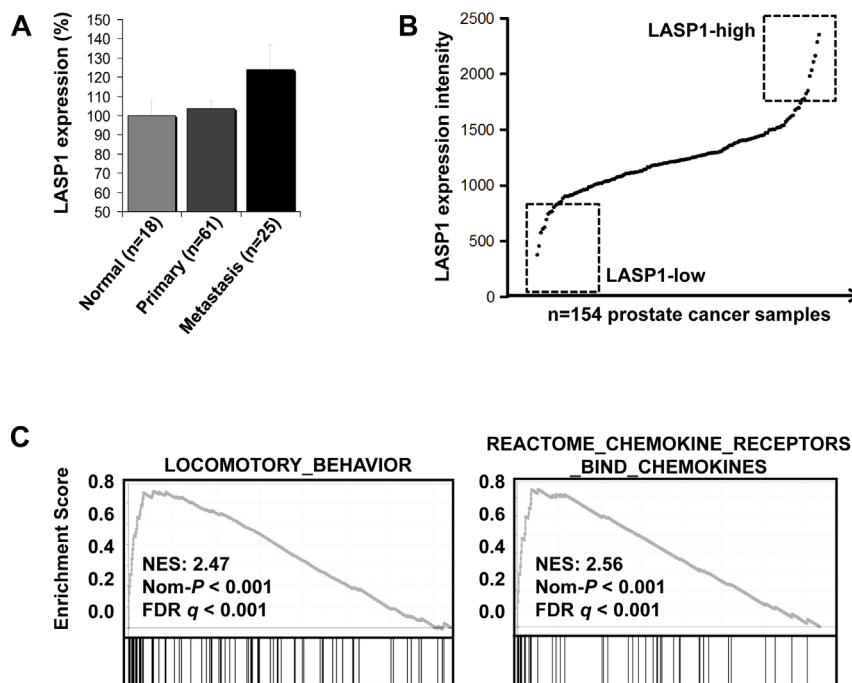 A
LASP1 expression (%)
150
140
130
120
110
100
90
80
70
60
50
Normal (n=18)
Primary (n=61)
Metastasis (n=25)
B
LASP1 expression intensity
2500
2000
1500
1000
500
0
LASP1-high
LASP1-low
n=154 prostate cancer samples
C
LOCOMOTORY_BEHAVIOR
Enrichment Score
0.8
0.6
0.4
0.2
0.0
NES: 2.47
Nom-P < 0.001
FDR q < 0.001
REACTOME_CHEMOKINE_RECEPTORS
_BIND_CHEMOKINES
0.8
0.6
0.4
0.2
0.0
NES: 2.56
Nom-P < 0.001
FDR q < 0.001